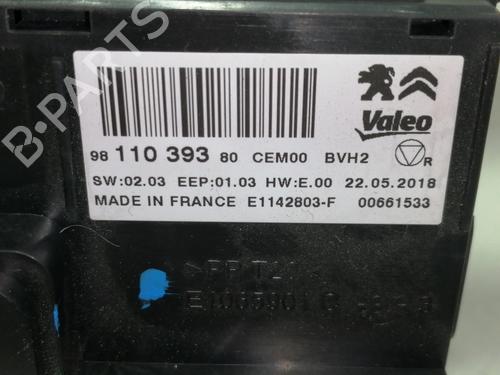 Valeo
98 110 393 80 CEM00 BVH2
R
SW:02.03 EEP:01.03 HW:E.00 22.05.2018
MADE IN FRANCE E1142803-F 00661533